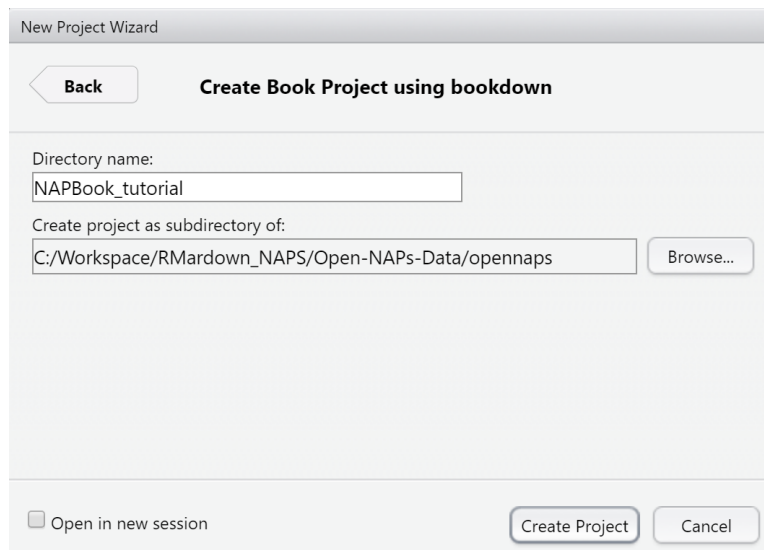 New Project Wizard
Back
Create Book Project using bookdown
Directory name:
NAPBook_tutorial
Create project as subdirectory of:
C:/Workspace/RMardown_NAPS/Open-NAPs-Data/opennaps
Browse...
Open in new session
Create Project
Cancel